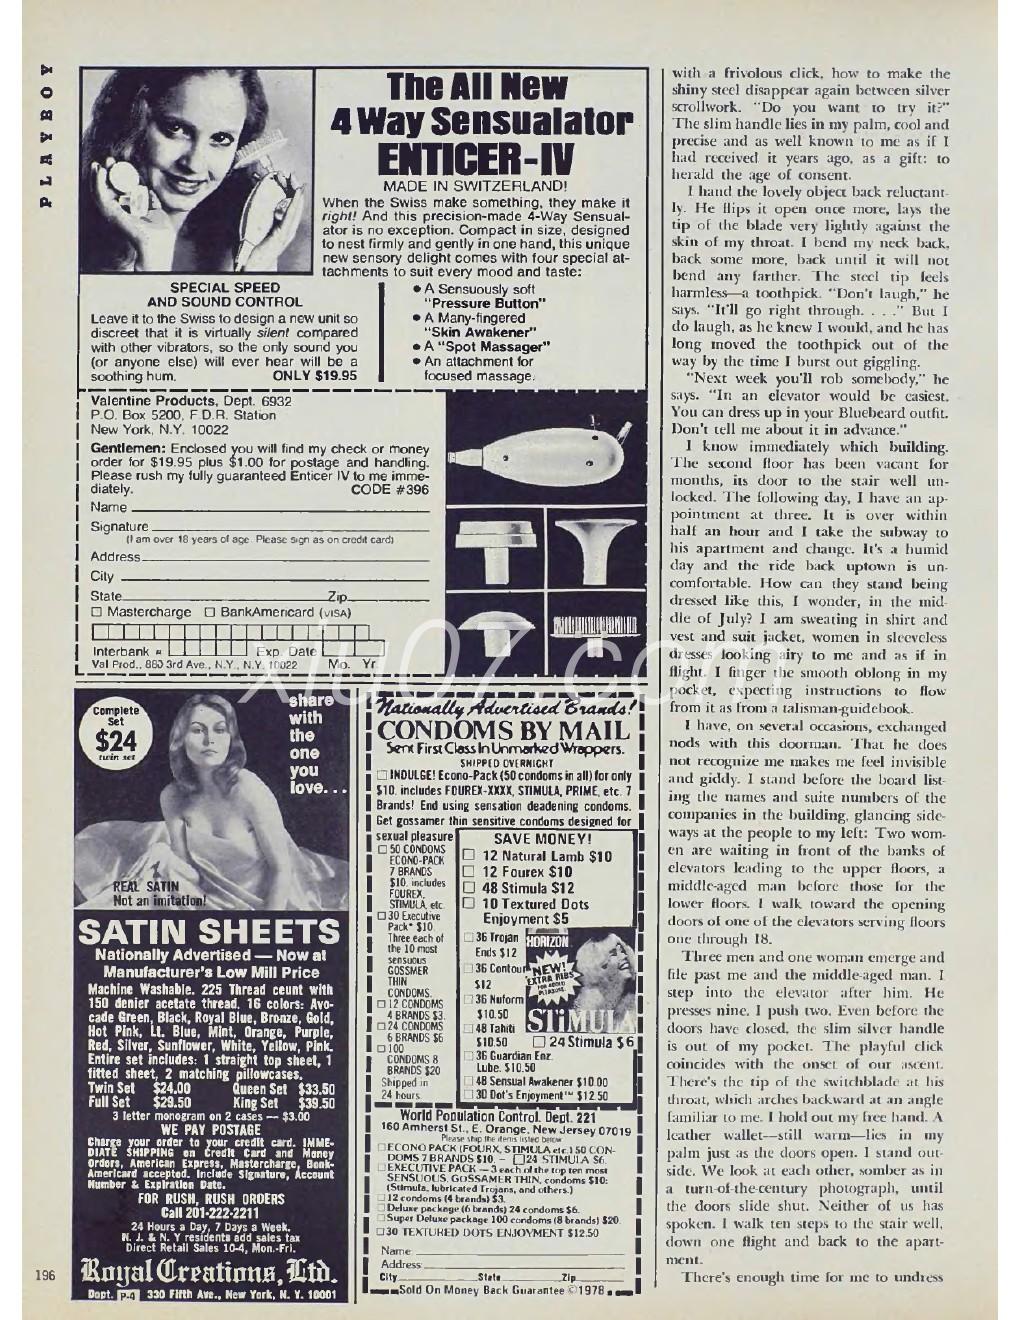 PLAYBOY
The All New
4 Way Sensualator
ENTICER-IV
MADE IN SWITZERLAND!
When the Swiss make something, they make it
right! And this precision-made 4-Way Sensual-
ator is no exception. Compact in size, designed
to nest firmly and gently in one hand, this unique
new sensory delight comes with four special at-
tachments to suit every mood and taste:
SPECIAL SPEED
AND SOUND CONTROL
Leave it to the Swiss to design a new unit so
discreet that it is virtually silent compared
with other vibrators, so the only sound you
(or anyone else) will ever hear will be a
soothing hum. ONLY $19.95
• A Sensuously soft
"Pressure Button"
• A Many-fingered
"Skin Awakener"
• A "Spot Massager"
• An attachment for
focused massage.
Valentine Products, Dept. 6932
P.O. Box 5200, F.D.R. Station
New York, N.Y. 10022
Gentlemen: Enclosed you will find my check or money
order for $19.95 plus $1.00 for postage and handling.
Please rush my fully guaranteed Enticer IV to me imme-
diately. CODE #396
Name
Signature
(I am over 18 years of age. Please sign as on credit card)
Address
City
State Zip
☐ Mastercharge ☐ BankAmericard (VISA)
Interbank # Exp. Date
Val Prod., 860 3rd Ave., N.Y., N.Y. 10022 Mo. Yr.
xiu07.com
Complete
Set
$24
twin set
share
with
the
one
you
love...
REAL SATIN
Not an imitation!
SATIN SHEETS
Nationally Advertised — Now at
Manufacturer's Low Mill Price
Machine Washable. 225 Thread count with
150 denier acetate thread. 16 colors: Avo-
cade Green, Black, Royal Blue, Bronze, Gold,
Hot Pink, Lt. Blue, Mint, Orange, Purple,
Red, Silver, Sunflower, White, Yellow, Pink.
Entire set includes: 1 straight top sheet, 1
fitted sheet, 2 matching pillowcases.
Twin Set $24.00 Queen Set $33.50
Full Set $29.50 King Set $39.50
3 letter monogram on 2 cases — $3.00
WE PAY POSTAGE
Charge your order to your credit card. IMME-
DIATE SHIPPING on Credit Card and Money
Orders, American Express, Mastercharge, Bank-
Americard accepted. Include Signature, Account
Number & Expiration Date.
FOR RUSH, RUSH ORDERS
Call 201-222-2211
24 Hours a Day, 7 Days a Week.
N. J. & N. Y residents add sales tax
Direct Retail Sales 10-4, Mon.-Fri.
Royal Creations, Ltd.
Dept. P-4 330 Fifth Ave., New York, N. Y. 10001
Nationally Advertised Brands!
CONDOMS BY MAIL
Sent First Class In Unmarked Wrappers.
SHIPPED OVERNIGHT
☐ INDULGE! Econo-Pack (50 condoms in all) for only
$10. includes FOUREX-XXXX, STIMULA, PRIME, etc. 7
Brands! End using sensation deadening condoms.
Get gossamer thin sensitive condoms designed for
sexual pleasure
☐ 50 CONDOMS
ECONO-PACK
7 BRANDS
$10. includes
FOUREX,
STIMULA, etc.
☐ 30 Executive
Pack* $10.
Three each of
the 10 most
sensuous
GOSSMER
THIN
CONDOMS.
☐ 12 CONDOMS
4 BRANDS $3.
☐ 24 CONDOMS
6 BRANDS $6
☐ 100
CONDOMS 8
BRANDS $20
Shipped in
24 hours.
SAVE MONEY!
☐ 12 Natural Lamb $10
☐ 12 Fourex $10
☐ 48 Stimula $12
☐ 10 Textured Dots
Enjoyment $5
☐ 36 Trojan
Ends $12
☐ 36 Contour
$12
☐ 36 Nuform
$10.50
☐ 48 Tahiti
$10.50
HORIZON
NEW!
EXTRA RIBS
FOR ADDED
PLEASURE.
STIMULA
☐ 24 Stimula $6
☐ 36 Guardian Enz.
Lube. $10.50
☐ 48 Sensual Awakener $10.00
☐ 30 Dot's Enjoyment™ $12.50
World Population Control, Dept. 221
160 Amherst St., E. Orange, New Jersey 07019
Please ship the items listed below
☐ ECONO PACK (FOURX, STIMULA etc.) 50 CON-
DOMS 7 BRANDS $10. – ☐ 24 STIMULA $6.
☐ EXECUTIVE PACK — 3 each of the top ten most
SENSUOUS, GOSSAMER THIN, condoms $10:
(Stimula, lubricated Trojans, and others.)
☐ 12 condoms (4 brands) $3.
☐ Deluxe package (6 brands) 24 condoms $6.
☐ Super Deluxe package 100 condoms (8 brands) $20.
☐ 30 TEXTURED DOTS ENJOYMENT $12.50
Name
Address
City State Zip
Sold On Money Back Guarantee ©1978
with a frivolous click, how to make the
shiny steel disappear again between silver
scrollwork. "Do you want to try it?"
The slim handle lies in my palm, cool and
precise and as well known to me as if I
had received it years ago, as a gift: to
herald the age of consent.
I hand the lovely object back reluctant-
ly. He flips it open once more, lays the
tip of the blade very lightly against the
skin of my throat. I bend my neck back,
back some more, back until it will not
bend any farther. The steel tip feels
harmless—a toothpick. "Don't laugh," he
says. "It'll go right through. . . ." But I
do laugh, as he knew I would, and he has
long moved the toothpick out of the
way by the time I burst out giggling.
"Next week you'll rob somebody," he
says. "In an elevator would be easiest.
You can dress up in your Bluebeard outfit.
Don't tell me about it in advance."
I know immediately which building.
The second floor has been vacant for
months, its door to the stair well un-
locked. The following day, I have an ap-
pointment at three. It is over within
half an hour and I take the subway to
his apartment and change. It's a humid
day and the ride back uptown is un-
comfortable. How can they stand being
dressed like this, I wonder, in the mid-
dle of July? I am sweating in shirt and
vest and suit jacket, women in sleeveless
dresses looking airy to me and as if in
flight. I finger the smooth oblong in my
pocket, expecting instructions to flow
from it as from a talisman-guidebook.
I have, on several occasions, exchanged
nods with this doorman. That he does
not recognize me makes me feel invisible
and giddy. I stand before the board list-
ing the names and suite numbers of the
companies in the building, glancing side-
ways at the people to my left: Two wom-
en are waiting in front of the banks of
elevators leading to the upper floors, a
middle-aged man before those for the
lower floors. I walk toward the opening
doors of one of the elevators serving floors
one through 18.
Three men and one woman emerge and
file past me and the middle-aged man. I
step into the elevator after him. He
presses nine. I push two. Even before the
doors have closed, the slim silver handle
is out of my pocket. The playful click
coincides with the onset of our ascent.
There's the tip of the switchblade at his
throat, which arches backward at an angle
familiar to me. I hold out my free hand. A
leather wallet—still warm—lies in my
palm just as the doors open. I stand out-
side. We look at each other, somber as in
a turn-of-the-century photograph, until
the doors slide shut. Neither of us has
spoken. I walk ten steps to the stair well,
down one flight and back to the apart-
ment.
There's enough time for me to undress
196